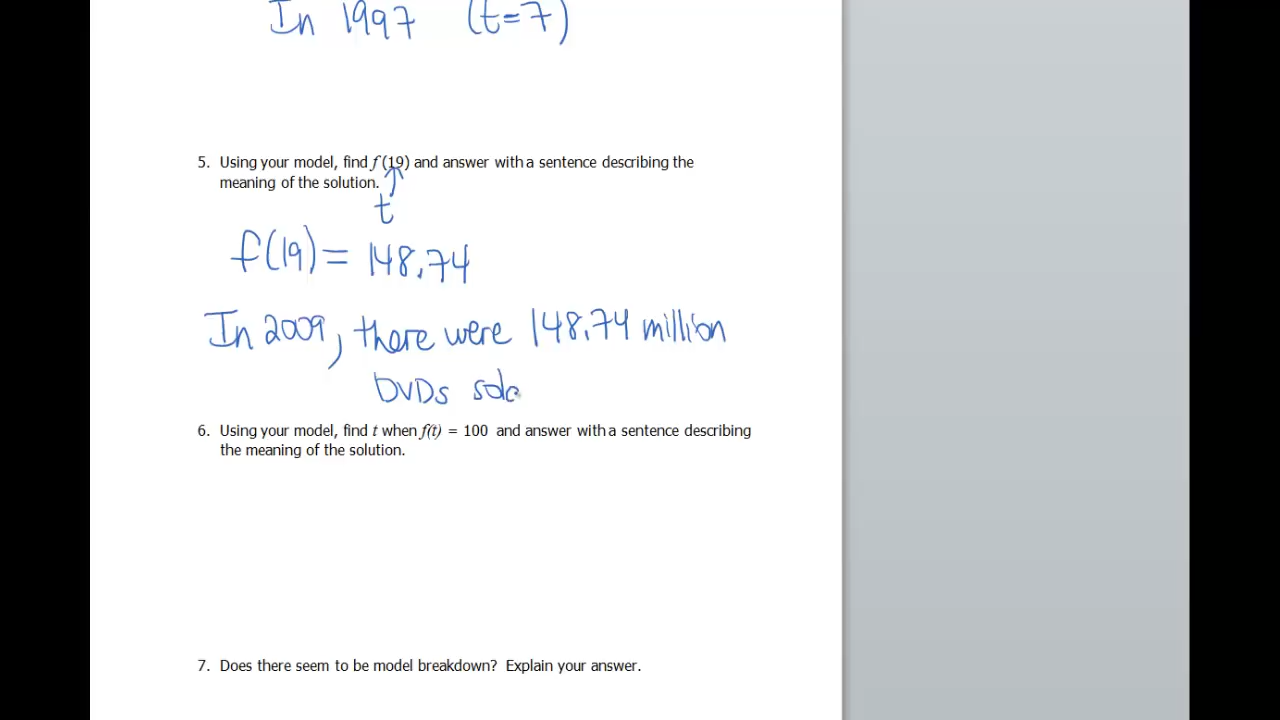 In 1997 (t=7)
5. Using your model, find f (19) and answer with a sentence describing the
meaning of the solution.
t
f(19) = 148.74
In 2009, there were 148.74 million
DVDs sold
6. Using your model, find t when f(t) = 100 and answer with a sentence describing
the meaning of the solution.
7. Does there seem to be model breakdown? Explain your answer.